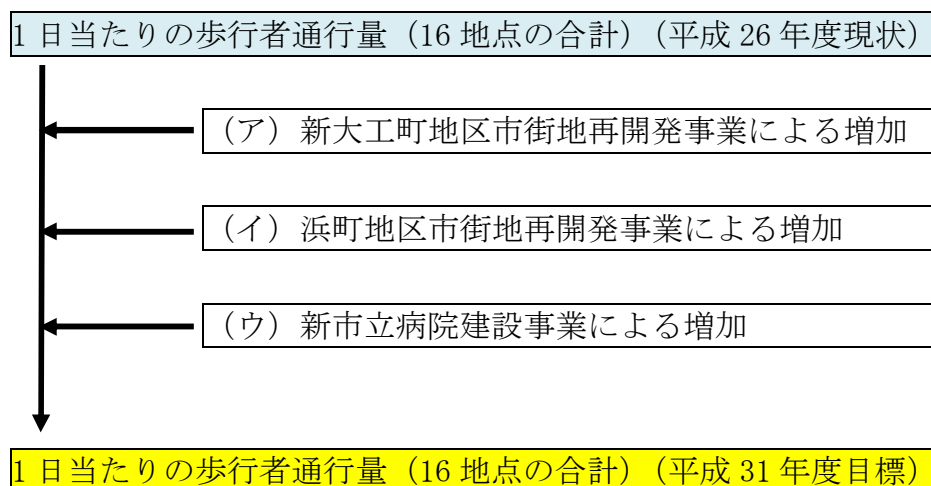 1 日当たりの歩行者通行量（16 地点の合計）（平成 26 年度現状）
（ア）新大工町地区市街地再開発事業による増加
（イ）浜町地区市街地再開発事業による増加
（ウ）新市立病院建設事業による増加
1 日当たりの歩行者通行量（16 地点の合計）（平成 31 年度目標）